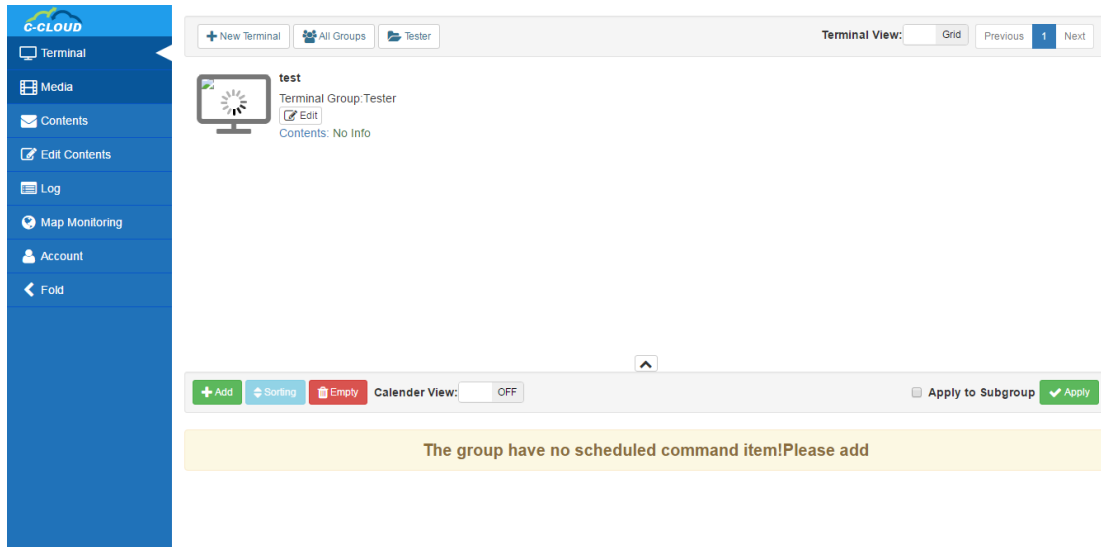 C-CLOUD
Terminal
Media
Contents
Edit Contents
Log
Map Monitoring
Account
Fold
New Terminal All Groups Tester Terminal View: Grid Previous 1 Next
test
Terminal Group:Tester
Edit
Contents: No Info
Add Sorting Empty Calender View: OFF Apply to Subgroup Apply
The group have no scheduled command item!Please add